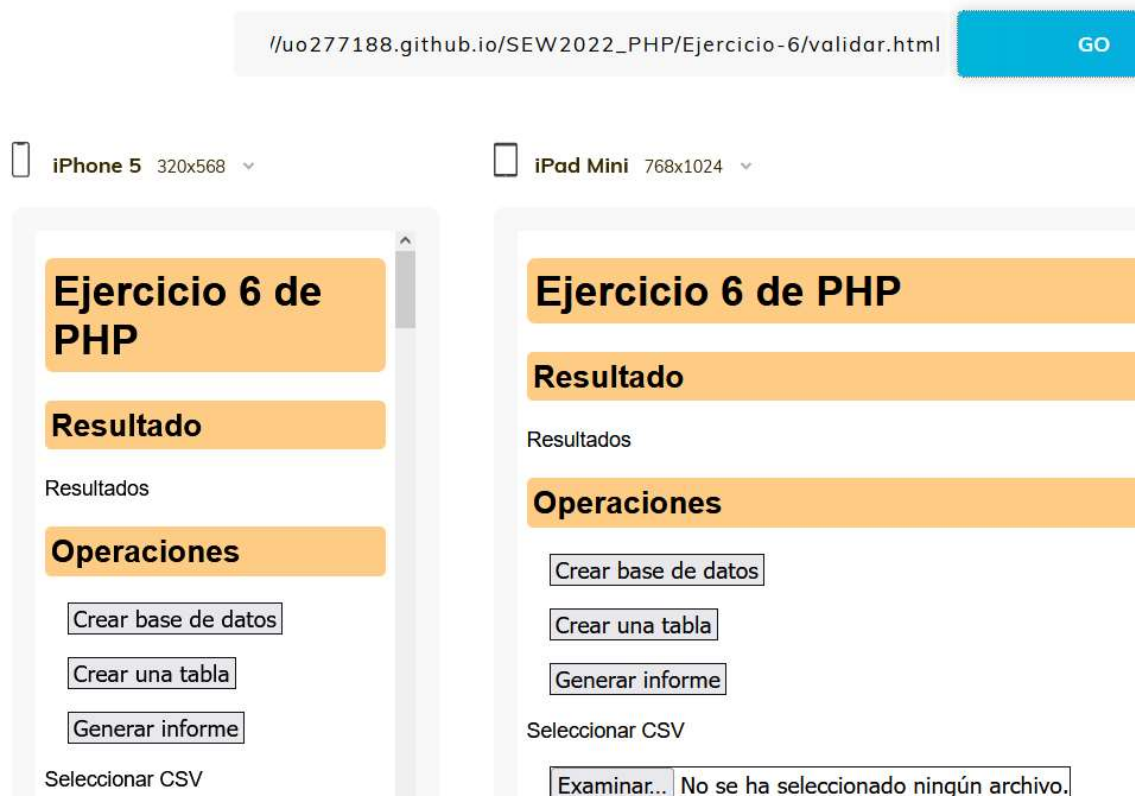 //uo277188.github.io/SEW2022_PHP/Ejercicio-6/validar.html
GO
iPhone 5 320x568
Ejercicio 6 de
PHP
Resultado
Resultados
Operaciones
Crear base de datos
Crear una tabla
Generar informe
Seleccionar CSV
iPad Mini 768x1024
Ejercicio 6 de PHP
Resultado
Resultados
Operaciones
Crear base de datos
Crear una tabla
Generar informe
Seleccionar CSV
Examinar... No se ha seleccionado ningún archivo.